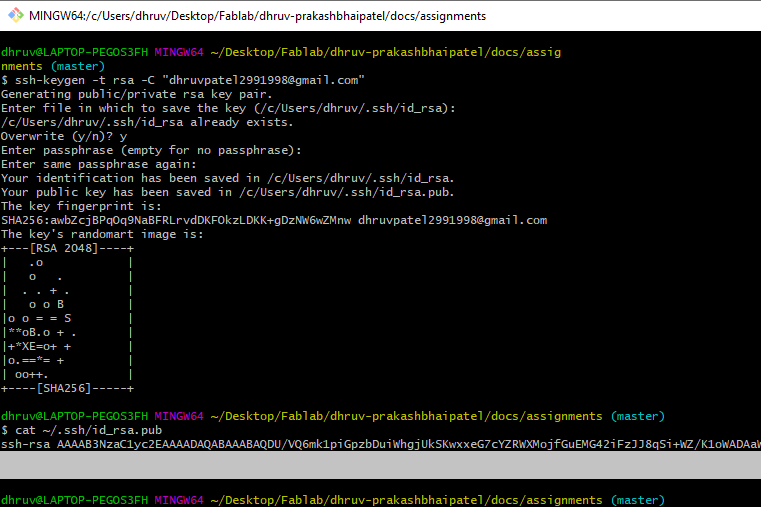 MINGW64:/c/Users/dhruv/Desktop/Fablab/dhruv-prakashbhaipatel/docs/assignments
dhruv@LAPTOP-PEGOS3FH MINGW64 ~/Desktop/Fablab/dhruv-prakashbhaipatel/docs/assig
nments (master)
$ ssh-keygen -t rsa -C "dhruvpatel2991998@gmail.com"
Generating public/private rsa key pair.
Enter file in which to save the key (/c/Users/dhruv/.ssh/id_rsa):
/c/Users/dhruv/.ssh/id_rsa already exists.
Overwrite (y/n)? y
Enter passphrase (empty for no passphrase):
Enter same passphrase again:
Your identification has been saved in /c/Users/dhruv/.ssh/id_rsa.
Your public key has been saved in /c/Users/dhruv/.ssh/id_rsa.pub.
The key fingerprint is:
SHA256:awbZcjBPqOq9NaBFRLrvdDKFOkzLDKK+gDzNW6wZMnw dhruvpatel2991998@gmail.com
The key's randomart image is:
+---[RSA 2048]----+
|   .o            |
|   o   .         |
|  . . + .        |
|   o o B         |
|o o = = S        |
|**oB.o + .       |
|+*XE=o+ +        |
|o.==*= +         |
| oo++.           |
+----[SHA256]-----+
dhruv@LAPTOP-PEGOS3FH MINGW64 ~/Desktop/Fablab/dhruv-prakashbhaipatel/docs/assignments (master)
$ cat ~/.ssh/id_rsa.pub
ssh-rsa AAAAB3NzaC1yc2EAAAADAQABAAABAQDU/VQ6mk1piGpzbDuiWhgjUkSKwxxeG7cYZRWXMojfGuEMG42iFzJJ8qSi+WZ/K1oWADAaW
dhruv@LAPTOP-PEGOS3FH MINGW64 ~/Desktop/Fablab/dhruv-prakashbhaipatel/docs/assignments (master)